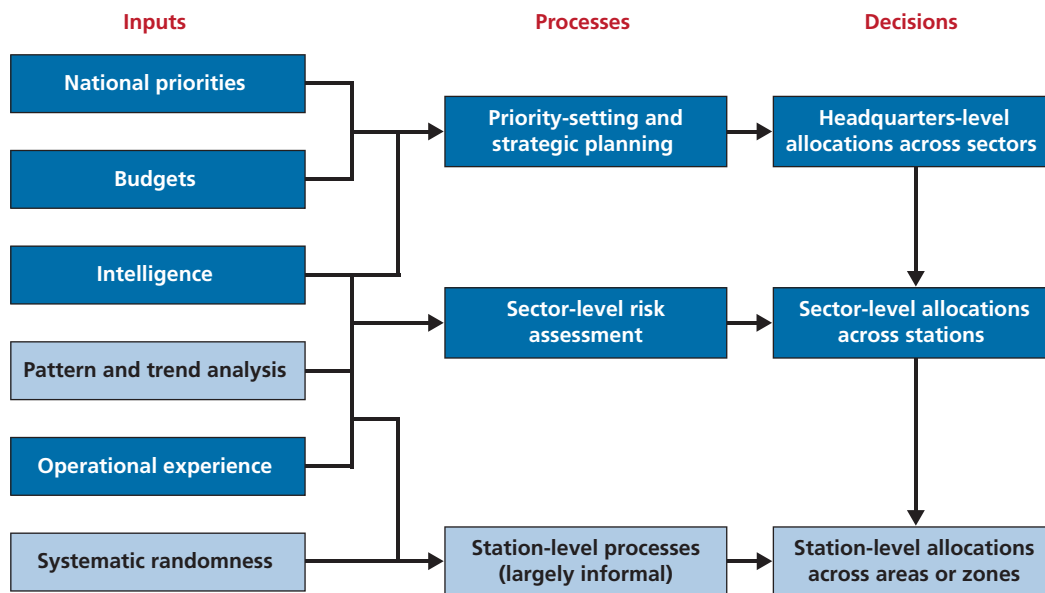 Inputs
Processes
Decisions
National priorities
Budgets
Intelligence
Pattern and trend analysis
Operational experience
Systematic randomness
Priority-setting and
strategic planning
Sector-level risk
assessment
Station-level processes
(largely informal)
Headquarters-level
allocations across sectors
Sector-level allocations
across stations
Station-level allocations
across areas or zones